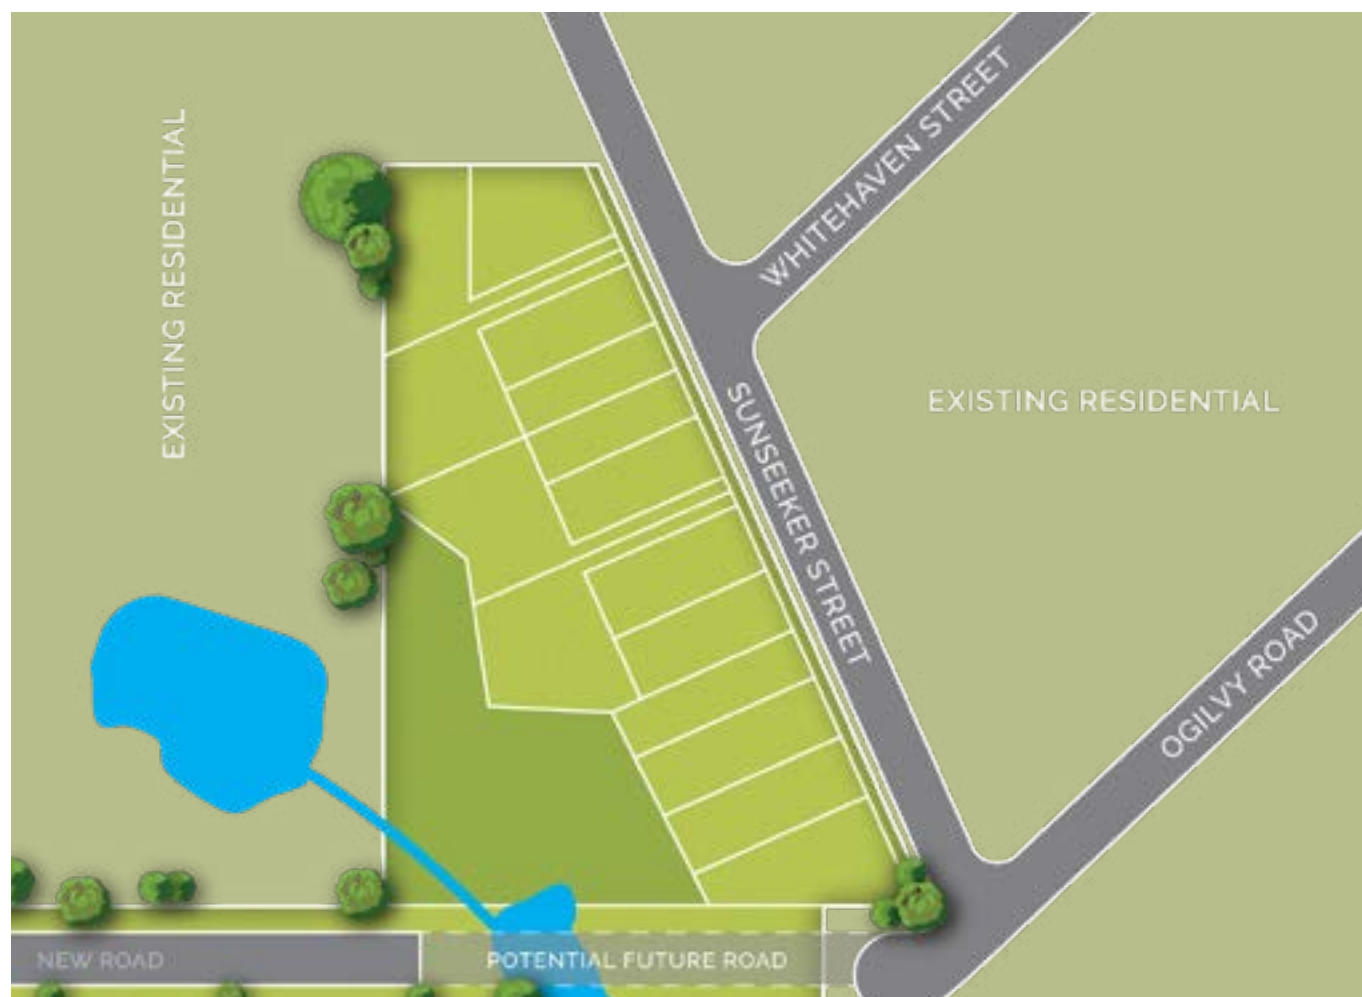 WHITEHAVEN STREET
EXISTING RESIDENTIAL
EXISTING RESIDENTIAL
SUNSEEKER STREET
OGILVY ROAD
NEW ROAD
POTENTIAL FUTURE ROAD